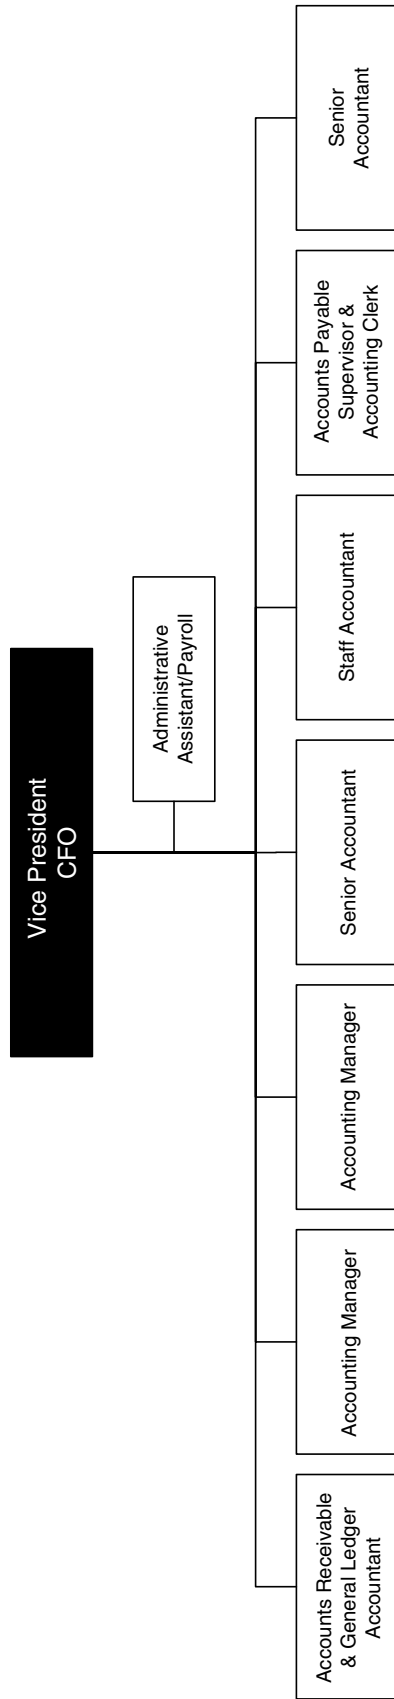 Vice President
CFO
Administrative
Assistant/Payroll
Accounts Receivable
& General Ledger
Accountant
Accounting Manager
Accounting Manager
Senior Accountant
Staff Accountant
Accounts Payable
Supervisor &
Accounting Clerk
Senior
Accountant